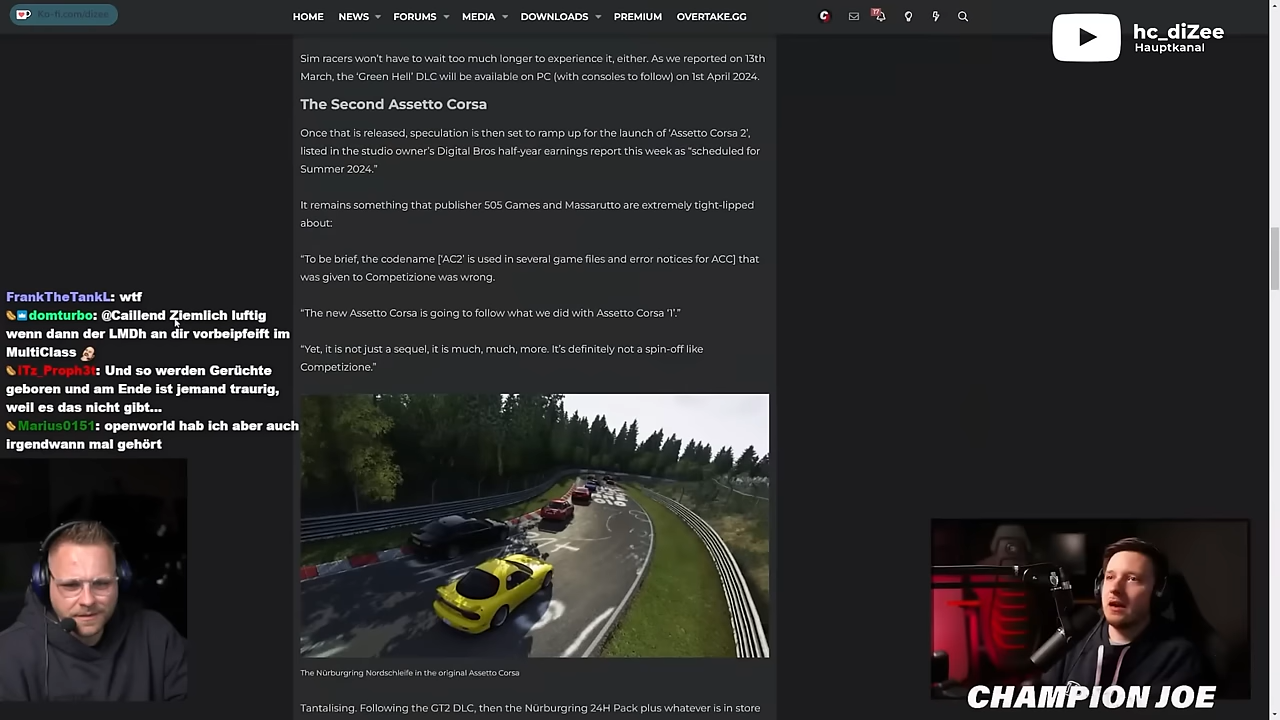 Ko-fi.com/dizee
HOME NEWS FORUMS MEDIA DOWNLOADS PREMIUM OVERTAKE.GG
17
hc_diZee
Hauptkanal
Sim racers won't have to wait too much longer to experience it, either. As we reported on 13th
March, the 'Green Hell' DLC will be available on PC (with consoles to follow) on 1st April 2024.
The Second Assetto Corsa
Once that is released, speculation is then set to ramp up for the launch of 'Assetto Corsa 2',
listed in the studio owner's Digital Bros half-year earnings report this week as "scheduled for
Summer 2024."
It remains something that publisher 505 Games and Massarutto are extremely tight-lipped
about:
"To be brief, the codename ['AC2' is used in several game files and error notices for ACC] that
was given to Competizione was wrong.
"The new Assetto Corsa is going to follow what we did with Assetto Corsa '1'."
"Yet, it is not just a sequel, it is much, much, more. It's definitely not a spin-off like
Competizione."
FrankTheTankL: wtf
domturbo: @Caillend Ziemlich luftig
wenn dann der LMDh an dir vorbeipfeift im
MultiClass
ITz_Proph3t: Und so werden Gerüchte
geboren und am Ende ist jemand traurig,
weil es das nicht gibt...
Marius0151: openworld hab ich aber auch
irgendwann mal gehört
The Nürburgring Nordschleife in the original Assetto Corsa
Tantalising. Following the GT2 DLC, then the Nürburgring 24H Pack plus whatever is in store
CHAMPION JOE